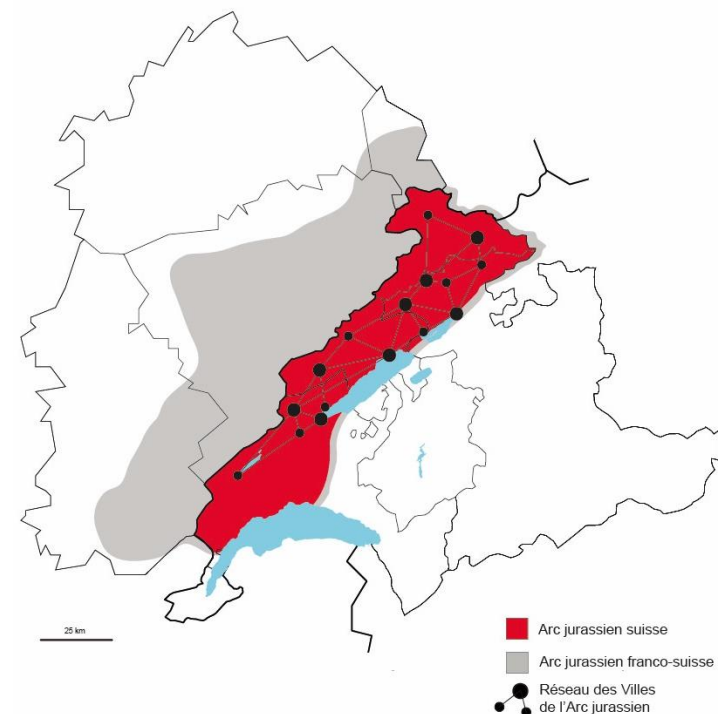 25 km
Arc jurassien suisse
Arc jurassien franco-suisse
Réseau des Villes
de l'Arc jurassien